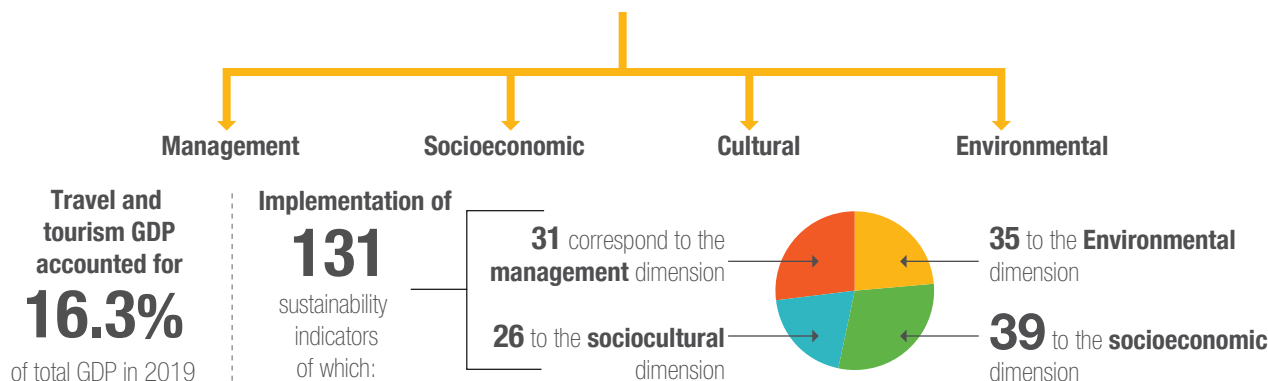 Management
Socioeconomic
Cultural
Environmental
Travel and
tourism GDP
accounted for
16.3%
of total GDP in 2019
Implementation of
131
sustainability
indicators
of which:
31 correspond to the
management dimension
26 to the sociocultural
dimension
35 to the Environmental
dimension
39 to the socioeconomic
dimension